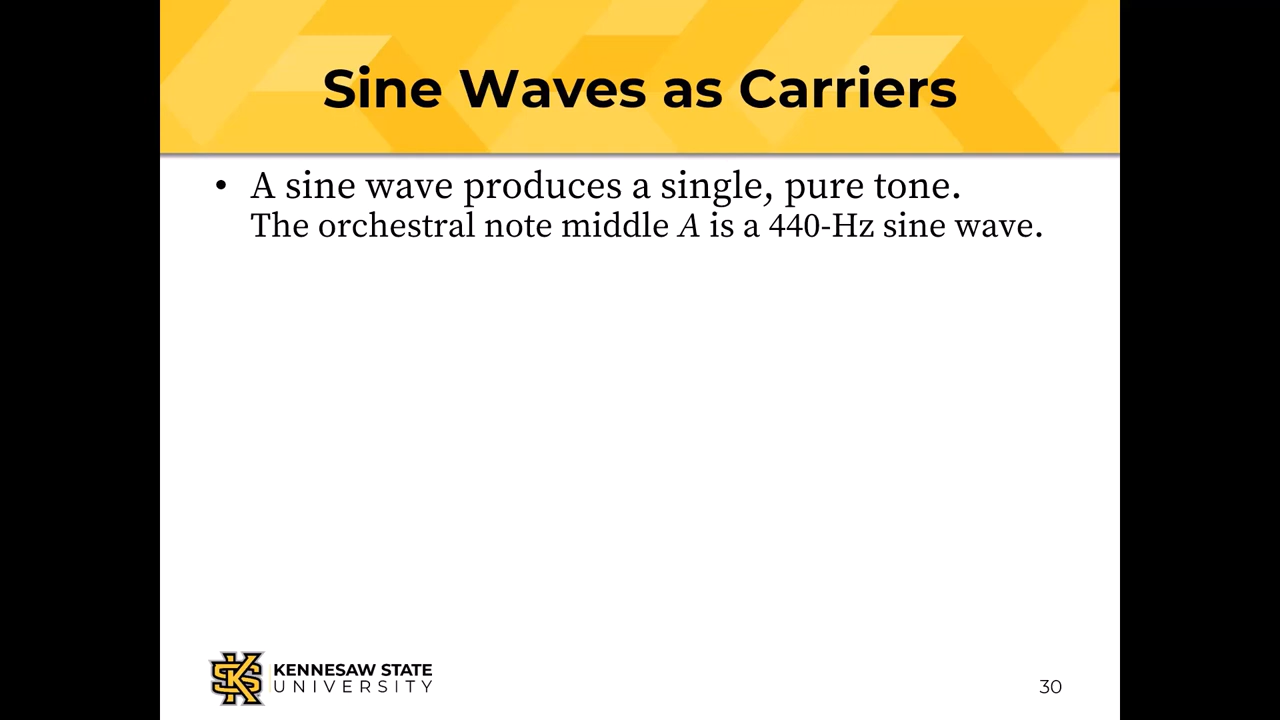 Sine Waves as Carriers
• A sine wave produces a single, pure tone.
The orchestral note middle A is a 440-Hz sine wave.
KENNESAW STATE
UNIVERSITY
30